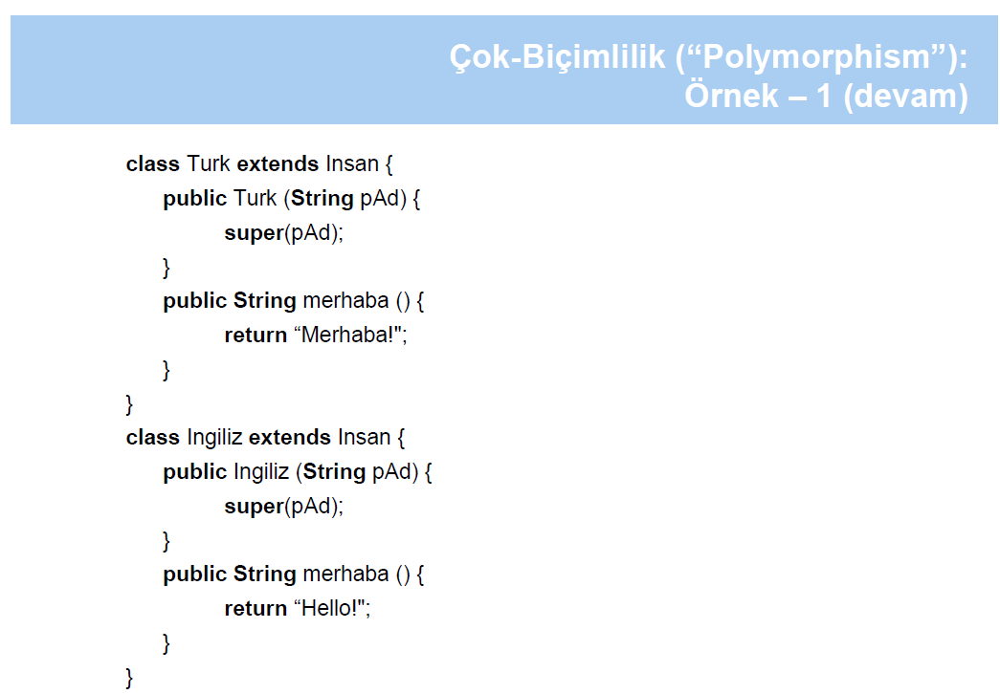 Çok-Biçimlilik (“Polymorphism”):
Örnek – 1 (devam)
class Turk extends Insan {
public Turk (String pAd) {
super(pAd);
}
public String merhaba () {
return “Merhaba!";
}
}
class Ingiliz extends Insan {
public Ingiliz (String pAd) {
super(pAd);
}
public String merhaba () {
return “Hello!";
}
}